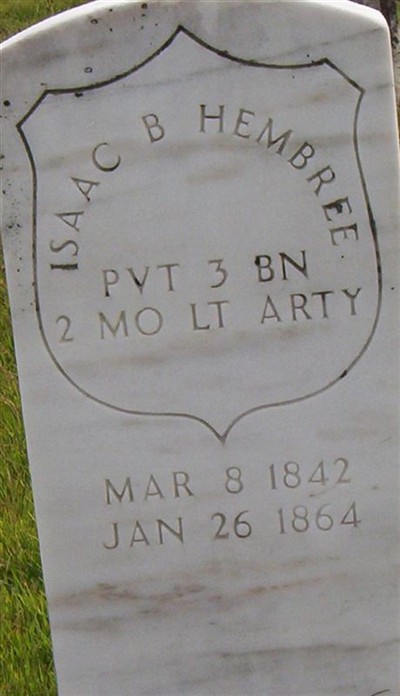 ISAAC B HEMBREE
PVT 3 BN
2 MO LT ARTY
MAR 8 1842
JAN 26 1864